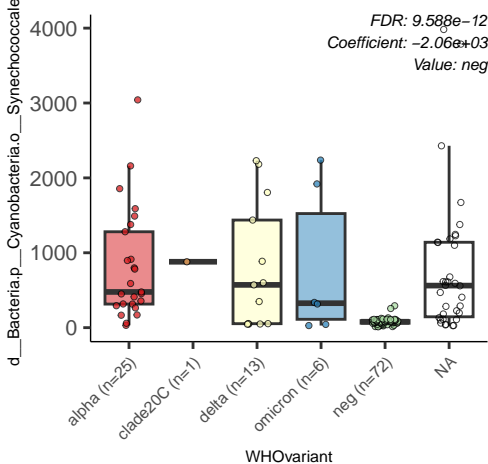 FDR: 9.588e−12
Coefficient: −2.06e+03
Value: neg
d__Bacteria.p__Cyanobacteria.o__Synechococcale
4000
3000
2000
1000
0
alpha (n=25)
clade20C (n=1)
delta (n=13)
omicron (n=6)
neg (n=72)
NA
WHOvariant